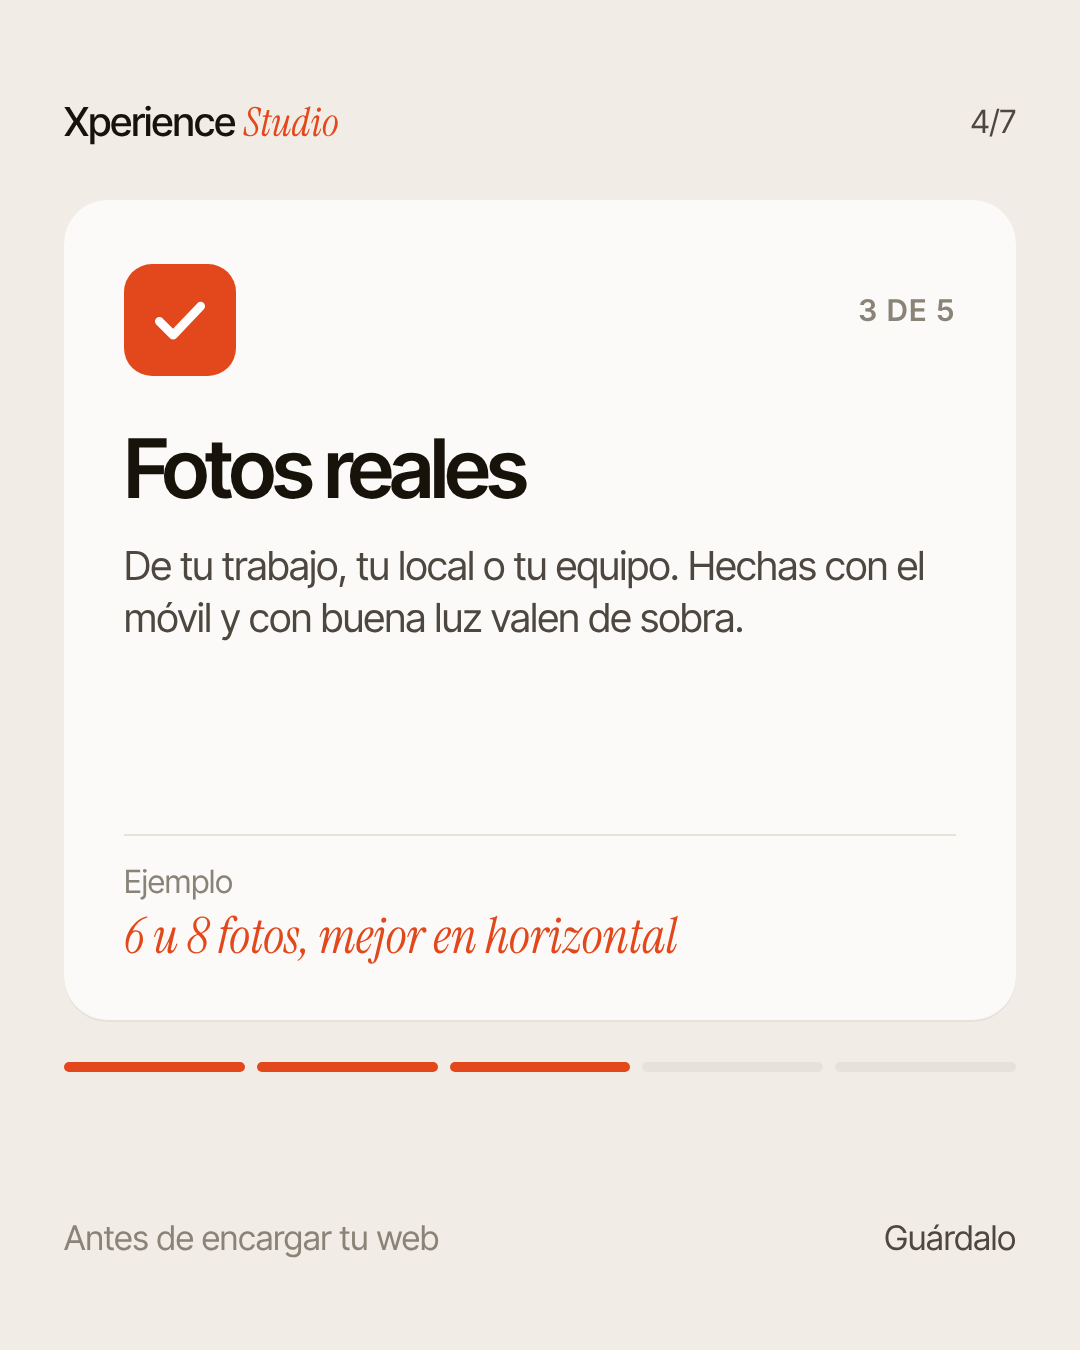 Xperience Studio
4/7
3 DE 5
Fotos reales
De tu trabajo, tu local o tu equipo. Hechas con el
móvil y con buena luz valen de sobra.
Ejemplo
6 u 8 fotos, mejor en horizontal
Antes de encargar tu web
Guárdalo